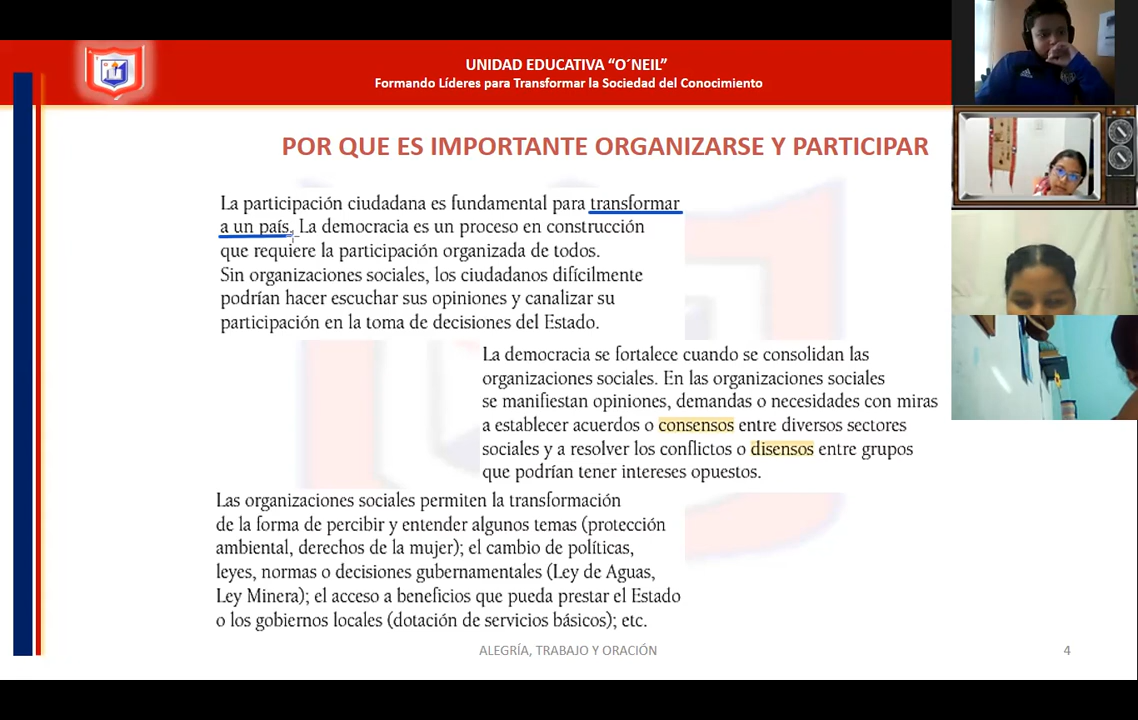 UNIDAD EDUCATIVA “O´NEIL”
Formando Líderes para Transformar la Sociedad del Conocimiento
POR QUE ES IMPORTANTE ORGANIZARSE Y PARTICIPAR
La participación ciudadana es fundamental para transformar
a un país. La democracia es un proceso en construcción
que requiere la participación organizada de todos.
Sin organizaciones sociales, los ciudadanos difícilmente
podrían hacer escuchar sus opiniones y canalizar su
participación en la toma de decisiones del Estado.
La democracia se fortalece cuando se consolidan las
organizaciones sociales. En las organizaciones sociales
se manifiestan opiniones, demandas o necesidades con miras
a establecer acuerdos o consensos entre diversos sectores
sociales y a resolver los conflictos o disensos entre grupos
que podrían tener intereses opuestos.
Las organizaciones sociales permiten la transformación
de la forma de percibir y entender algunos temas (protección
ambiental, derechos de la mujer); el cambio de políticas,
leyes, normas o decisiones gubernamentales (Ley de Aguas,
Ley Minera); el acceso a beneficios que pueda prestar el Estado
o los gobiernos locales (dotación de servicios básicos); etc.
ALEGRÍA, TRABAJO Y ORACIÓN
4